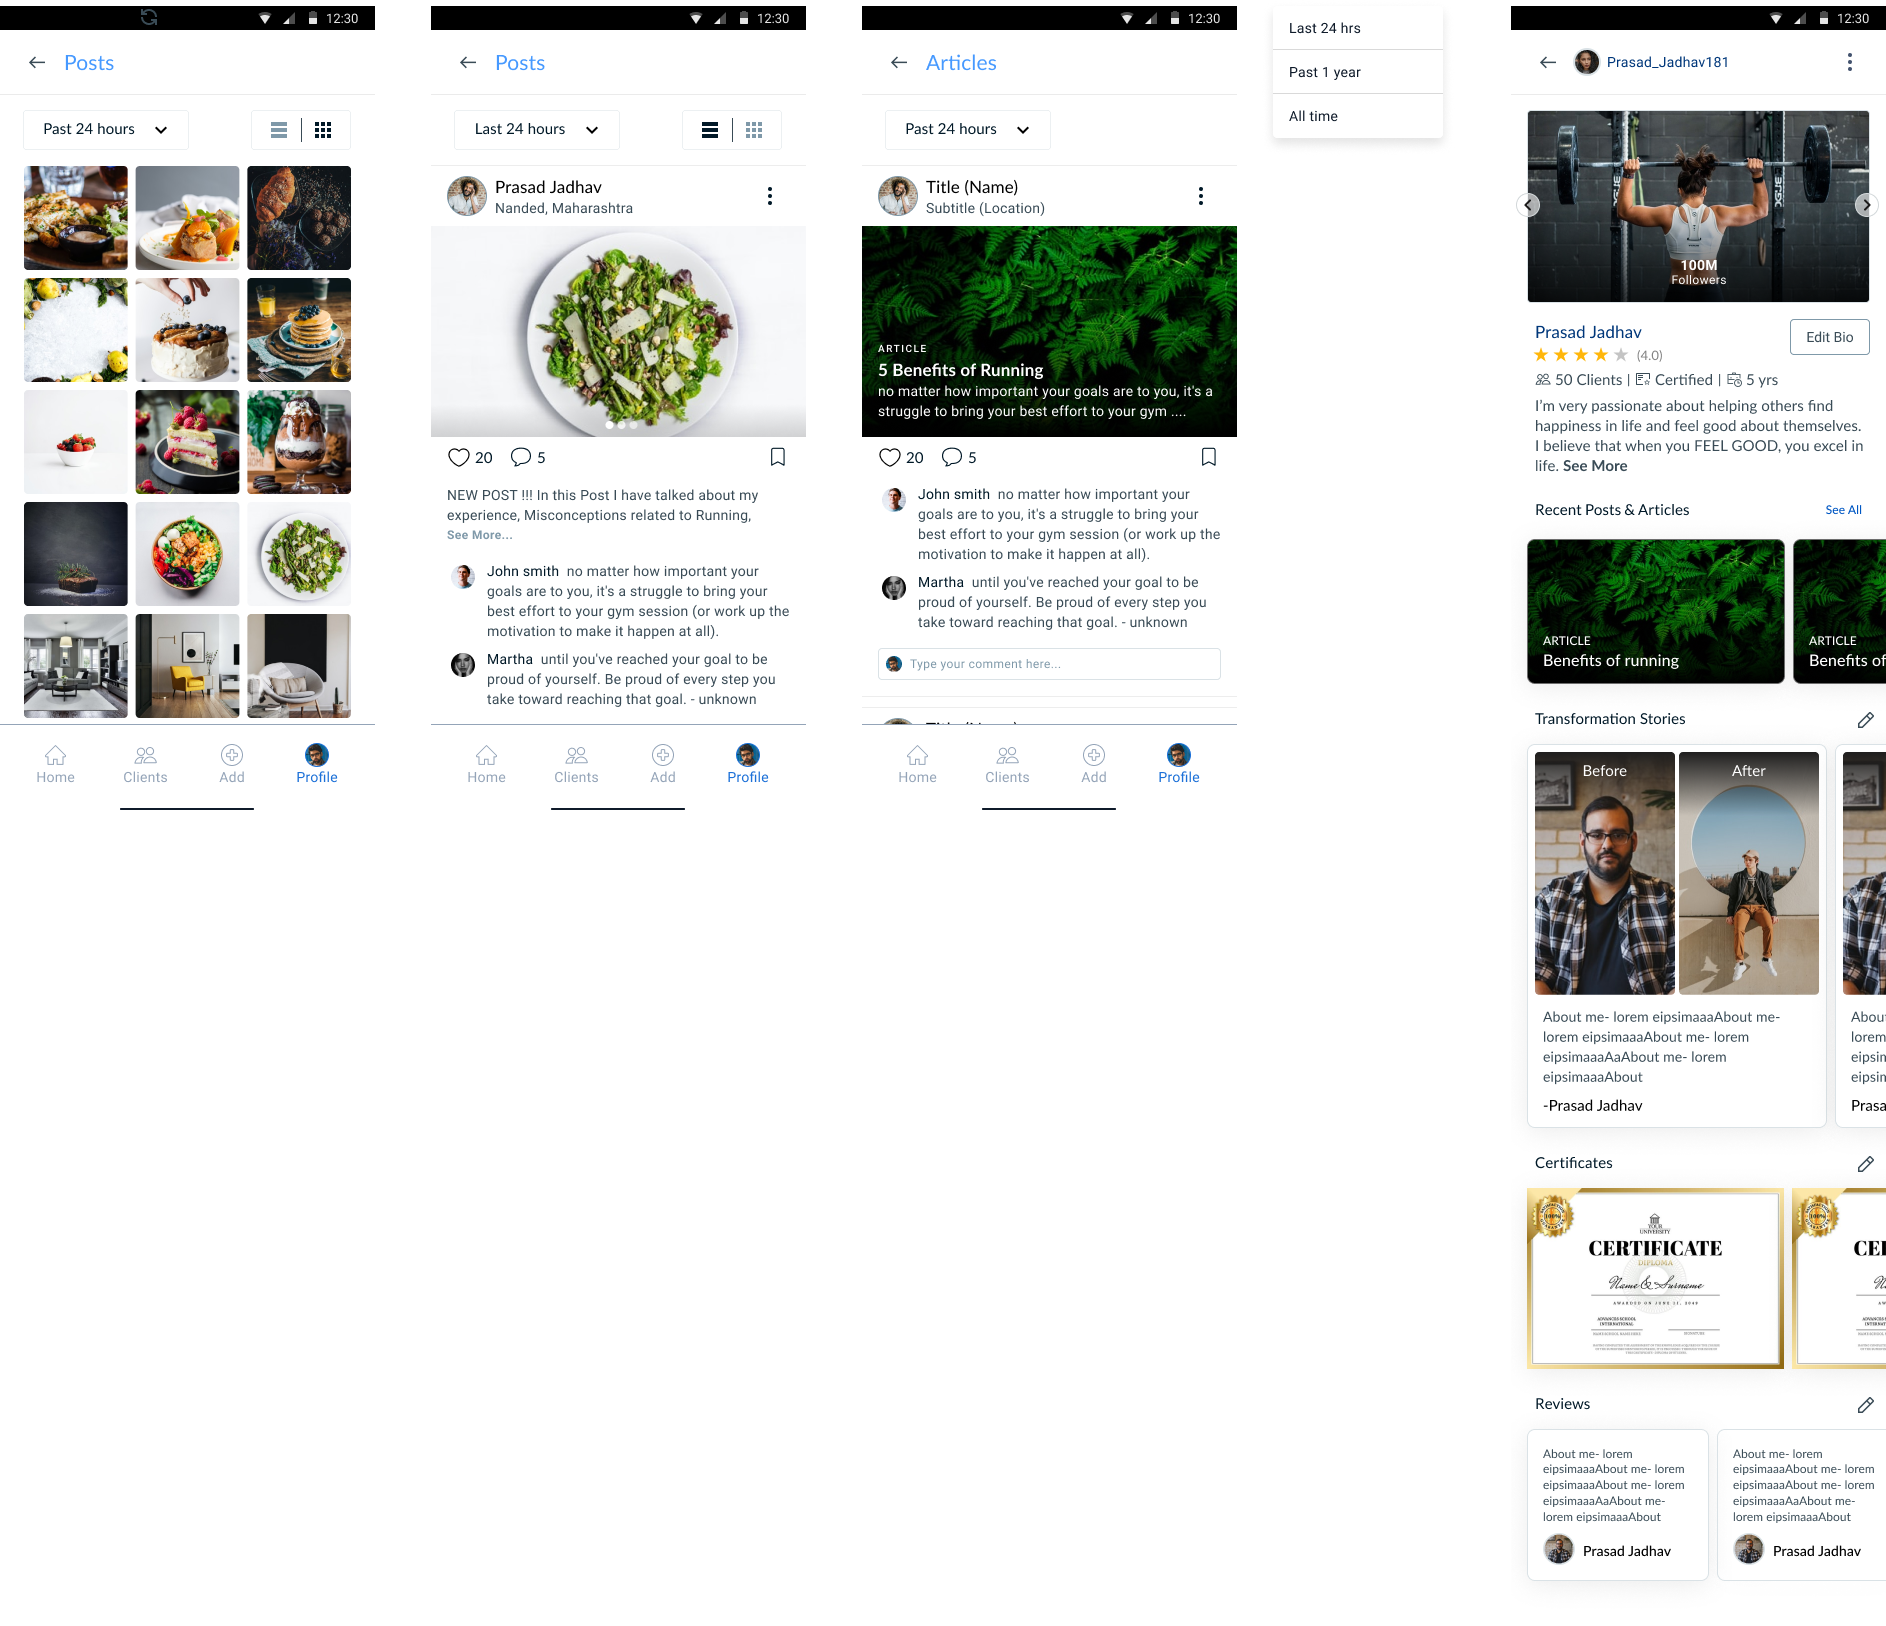 12:30
Posts
Past 24 hours
Home
Clients
Add
Profile
12:30
Posts
Last 24 hours
Prasad Jadhav
Nanded, Maharashtra
20
5
NEW POST !!! In this Post I have talked about my
experience, Misconceptions related to Running,
See More...
John smith no matter how important your
goals are to you, it's a struggle to bring your
best effort to your gym session (or work up the
motivation to make it happen at all).
Martha until you've reached your goal to be
proud of yourself. Be proud of every step you
take toward reaching that goal. - unknown
Home
Clients
Add
Profile
12:30
Articles
Past 24 hours
Title (Name)
Subtitle (Location)
ARTICLE
5 Benefits of Running
no matter how important your goals are to you, it's a
struggle to bring your best effort to your gym ....
20
5
John smith no matter how important your
goals are to you, it's a struggle to bring your
best effort to your gym session (or work up the
motivation to make it happen at all).
Martha until you've reached your goal to be
proud of yourself. Be proud of every step you
take toward reaching that goal. - unknown
Type your comment here...
Home
Clients
Add
Profile
Last 24 hrs
Past 1 year
All time
12:30
Prasad_Jadhav181
100M
Followers
Prasad Jadhav
Edit Bio
(4.0)
50 Clients | Certified | 5 yrs
I'm very passionate about helping others find
happiness in life and feel good about themselves.
I believe that when you FEEL GOOD, you excel in
life. See More
Recent Posts & Articles
See All
ARTICLE
Benefits of running
ARTICLE
Benefits of
Transformation Stories
Before
After
About me- lorem eipsimaaaAbout me-
lorem eipsimaaaAbout me- lorem
eipsimaaaAaAbout me- lorem
eipsimaaaAbout
-Prasad Jadhav
Abou
lorem
eipsin
eipsin
Prasa
Certificates
100%
YOUR
UNIVERSITY
CERTIFICATE
DIPLOMA
Name & Surname
AWARDED ON JUNE 11, 2049
ADVANCES SCHOOL
INTERNATIONAL
100%
CEI
Reviews
About me- lorem
eipsimaaaAbout me- lorem
eipsimaaaAbout me- lorem
eipsimaaaAaAbout me-
lorem eipsimaaaAbout
Prasad Jadhav
About me- lorem
eipsimaaaAbout me- lorem
eipsimaaaAbout me- lorem
eipsimaaaAaAbout me-
lorem eipsimaaaAbout
Prasad Jadhav